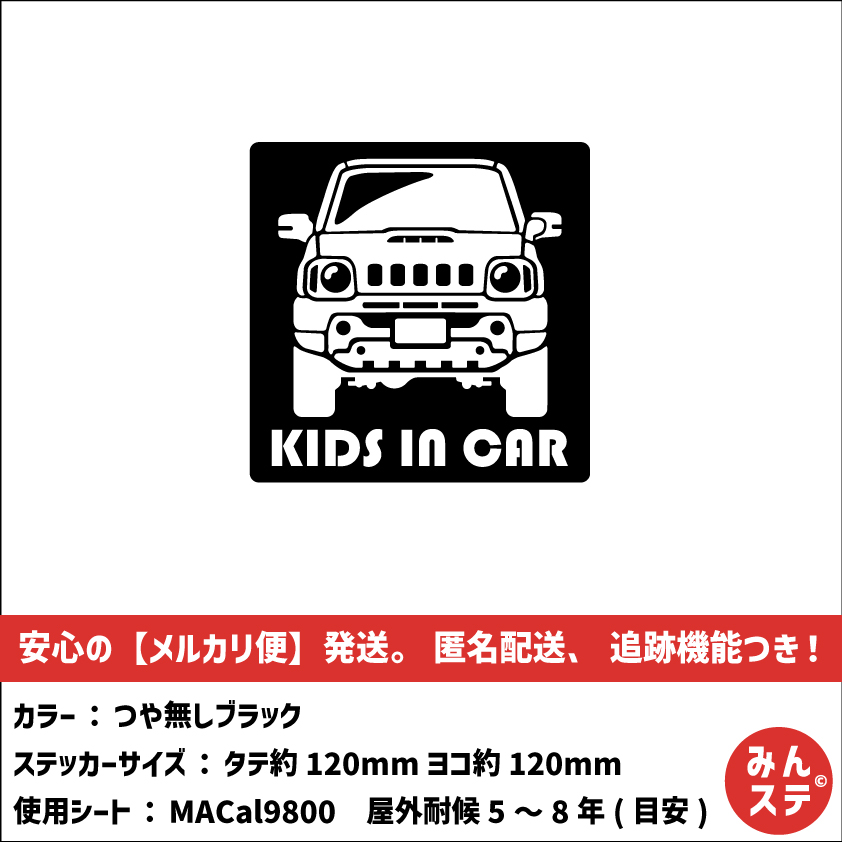 KIDS IN CAR
安心の【メルカリ便】発送。 匿名配送、 追跡機能つき！
カラー ： つや無しブラック
ステッカーサイズ ： タテ約 120mm ヨコ約 120mm
使用シート ： MACal9800　屋外耐候 5 ～ 8 年 ( 目安 )
みん
ステ©